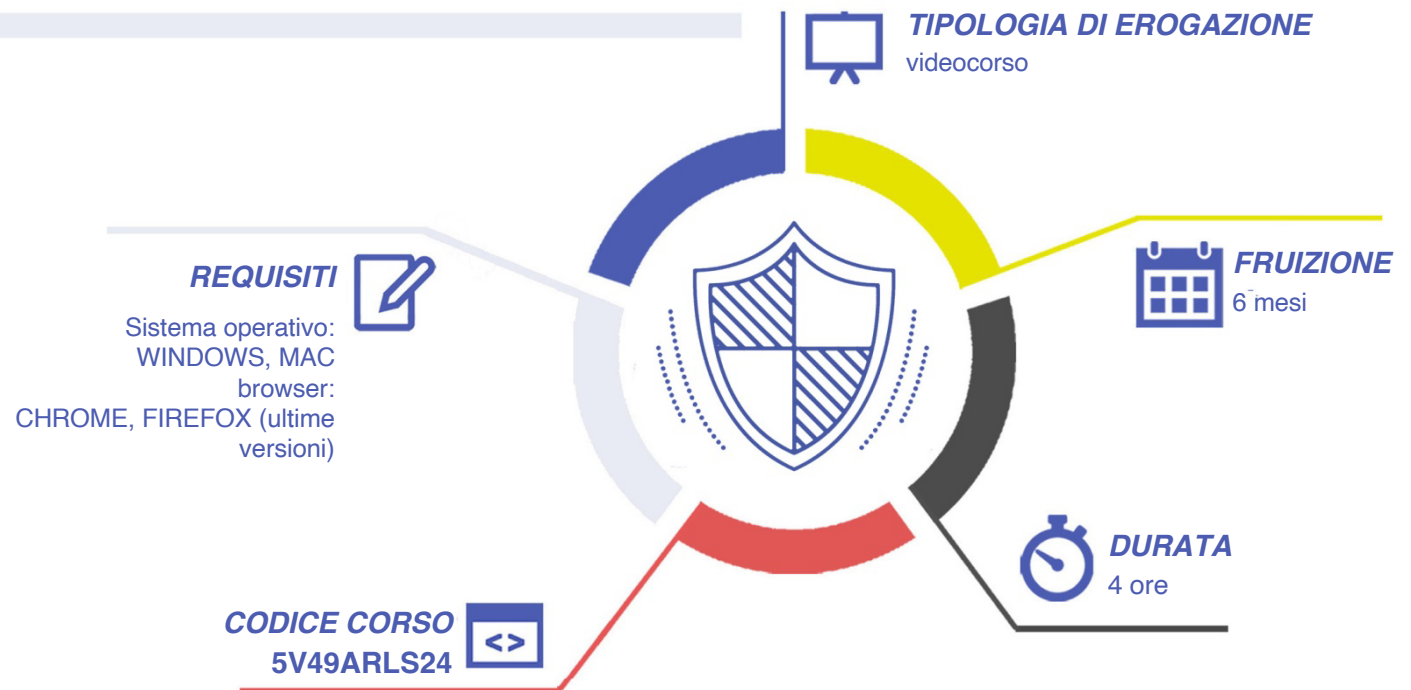 TIPOLOGIA DI EROGAZIONE
videocorso
REQUISITI
Sistema operativo:
WINDOWS, MAC
browser:
CHROME, FIREFOX (ultime
versioni)
FRUIZIONE
6 mesi
DURATA
4 ore
CODICE CORSO
5V49ARLS24